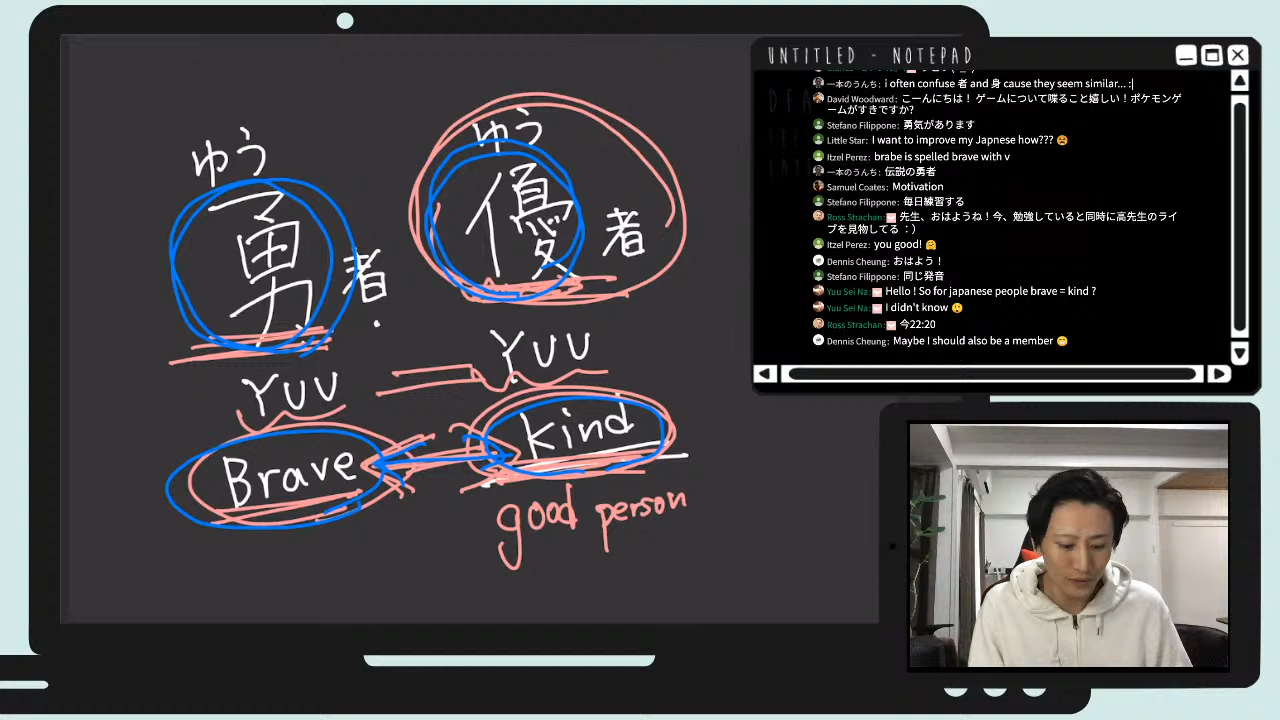 ゆう
勇者
YUU
Brave
ゆう
優者
YUU
kind
good person
UNTITLED - NOTEPAD
一本のうんち: i often confuse 者 and 身 cause they seem similar... :|
David Woodward: こーんにちは！ ゲームについて喋ること嬉しい！ポケモンゲ
ームがすきですか?
Stefano Filippone: 勇気があります
Little Star: I want to improve my Japnese how??? 😫
Itzel Perez: brabe is spelled brave with v
一本のうんち: 伝説の勇者
Samuel Coates: Motivation
Stefano Filippone: 毎日練習する
Ross Strachan: 先生、おはようね！今、勉強していると同時に高先生のライ
ブを見物してる ：)
Itzel Perez: you good! 🤗
Dennis Cheung: おはよう！
Stefano Filippone: 同じ発音
Yuu Sei Na: Hello ! So for japanese people brave = kind ?
Yuu Sei Na: I didn't know 😲
Ross Strachan: 今22:20
Dennis Cheung: Maybe I should also be a member 😁